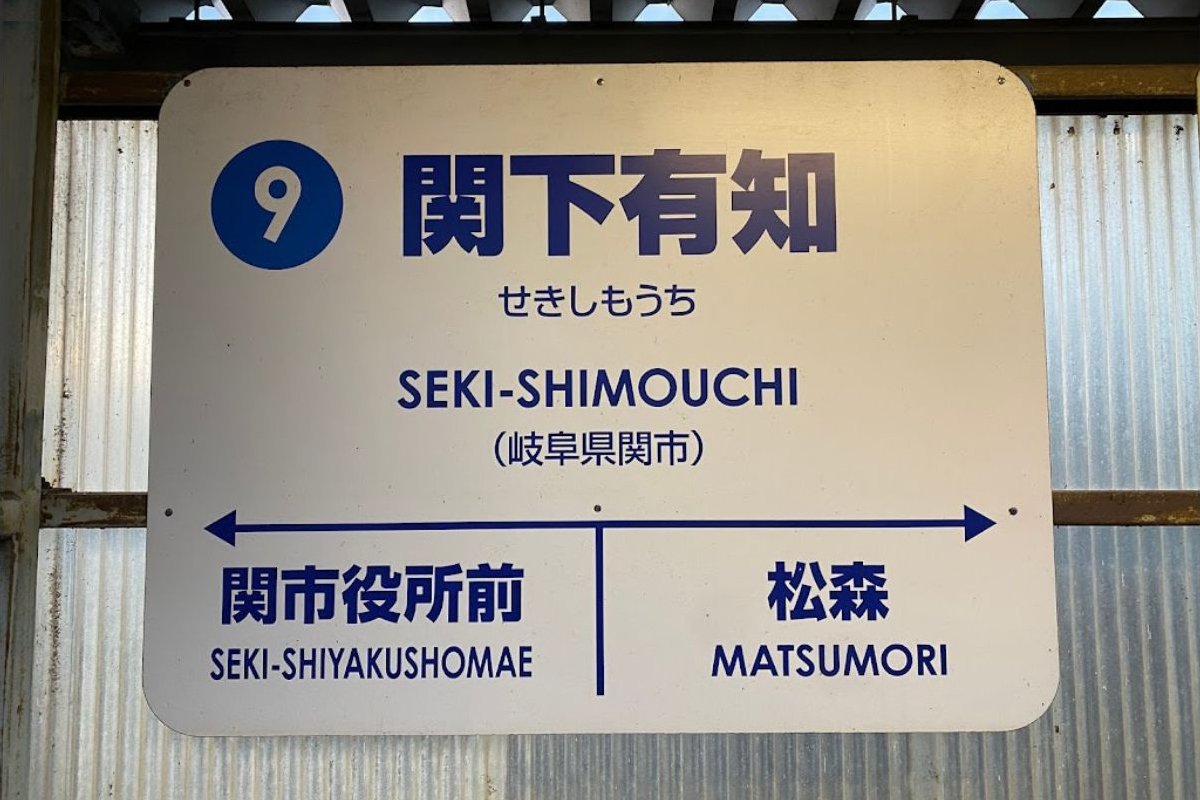 9 関下有知
せきしもうち
SEKI-SHIMOUCHI
(岐阜県関市)
関市役所前 松森
SEKI-SHIYAKUSHOMAE MATSUMORI